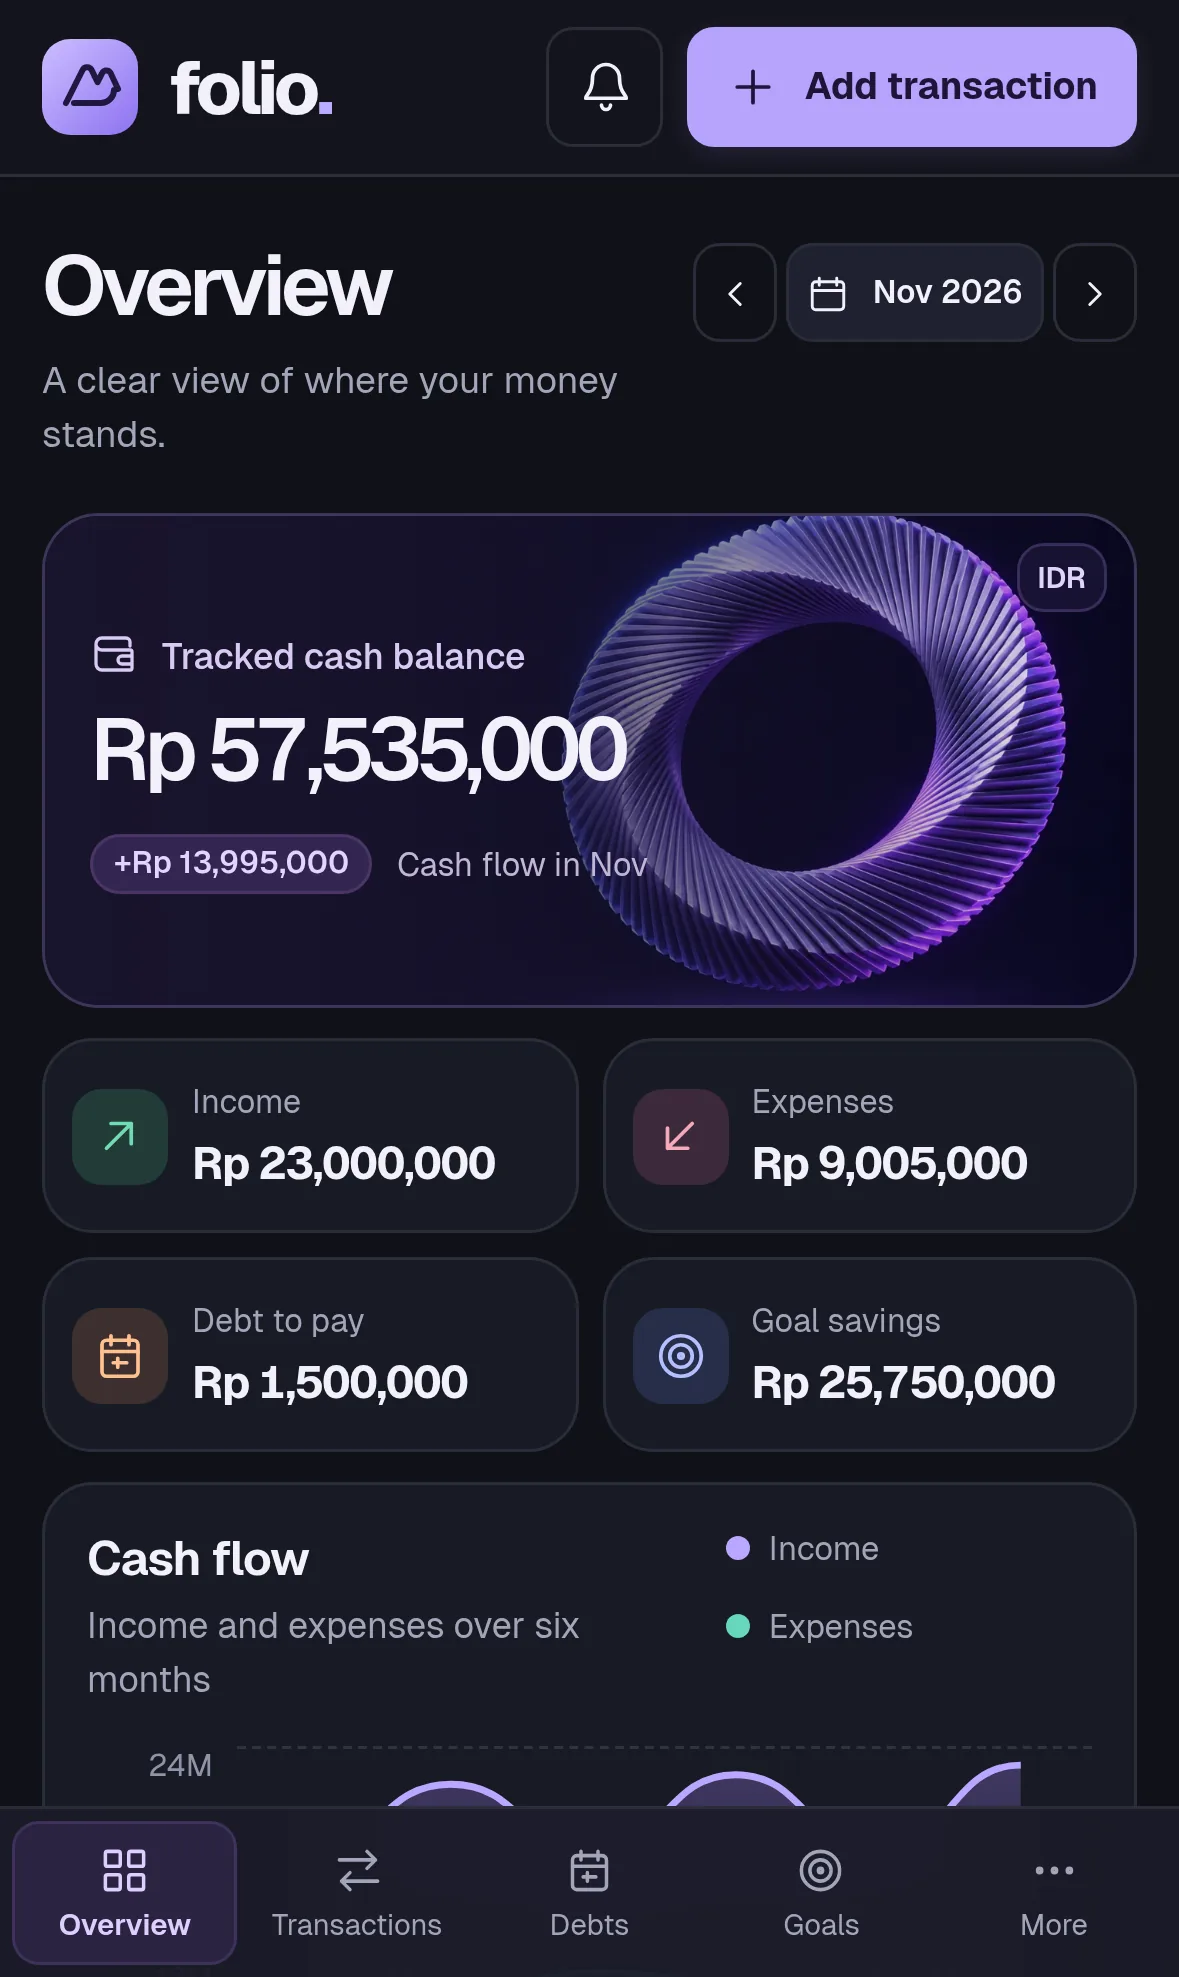 folio.
Add transaction
Overview
Nov 2026
A clear view of where your money
stands.
IDR
Tracked cash balance
Rp 57,535,000
+Rp 13,995,000 Cash flow in Nov
Income
Rp 23,000,000
Expenses
Rp 9,005,000
Debt to pay
Rp 1,500,000
Goal savings
Rp 25,750,000
Cash flow
Income and expenses over six
months
Income
Expenses
24M
Overview
Transactions
Debts
Goals
More